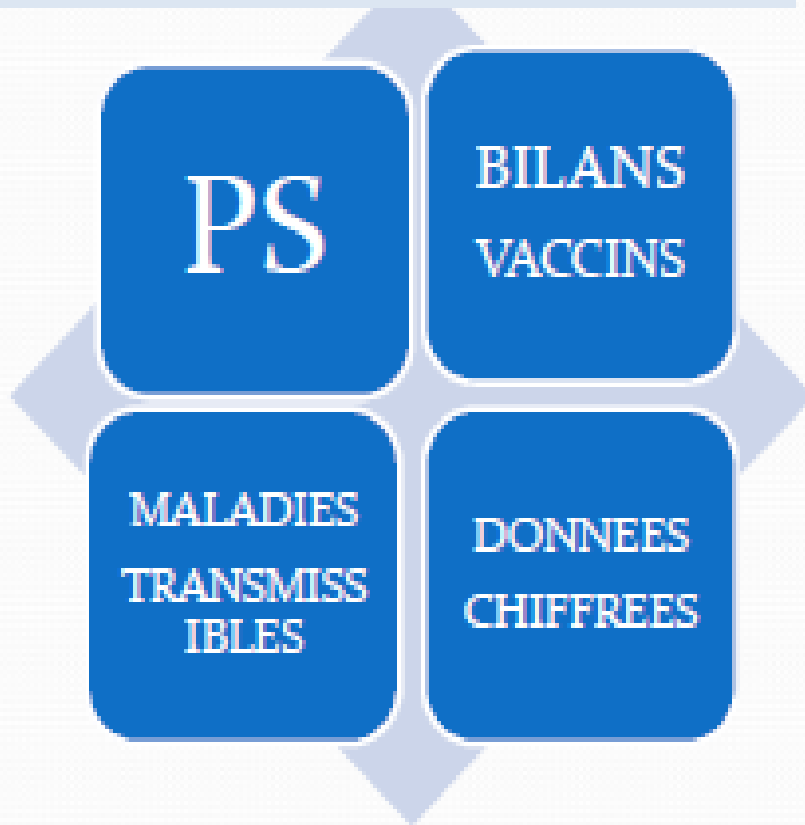 PS
BILANS
VACCINS
MALADIES
TRANSMISS
IBLES
DONNEES
CHIFFREES